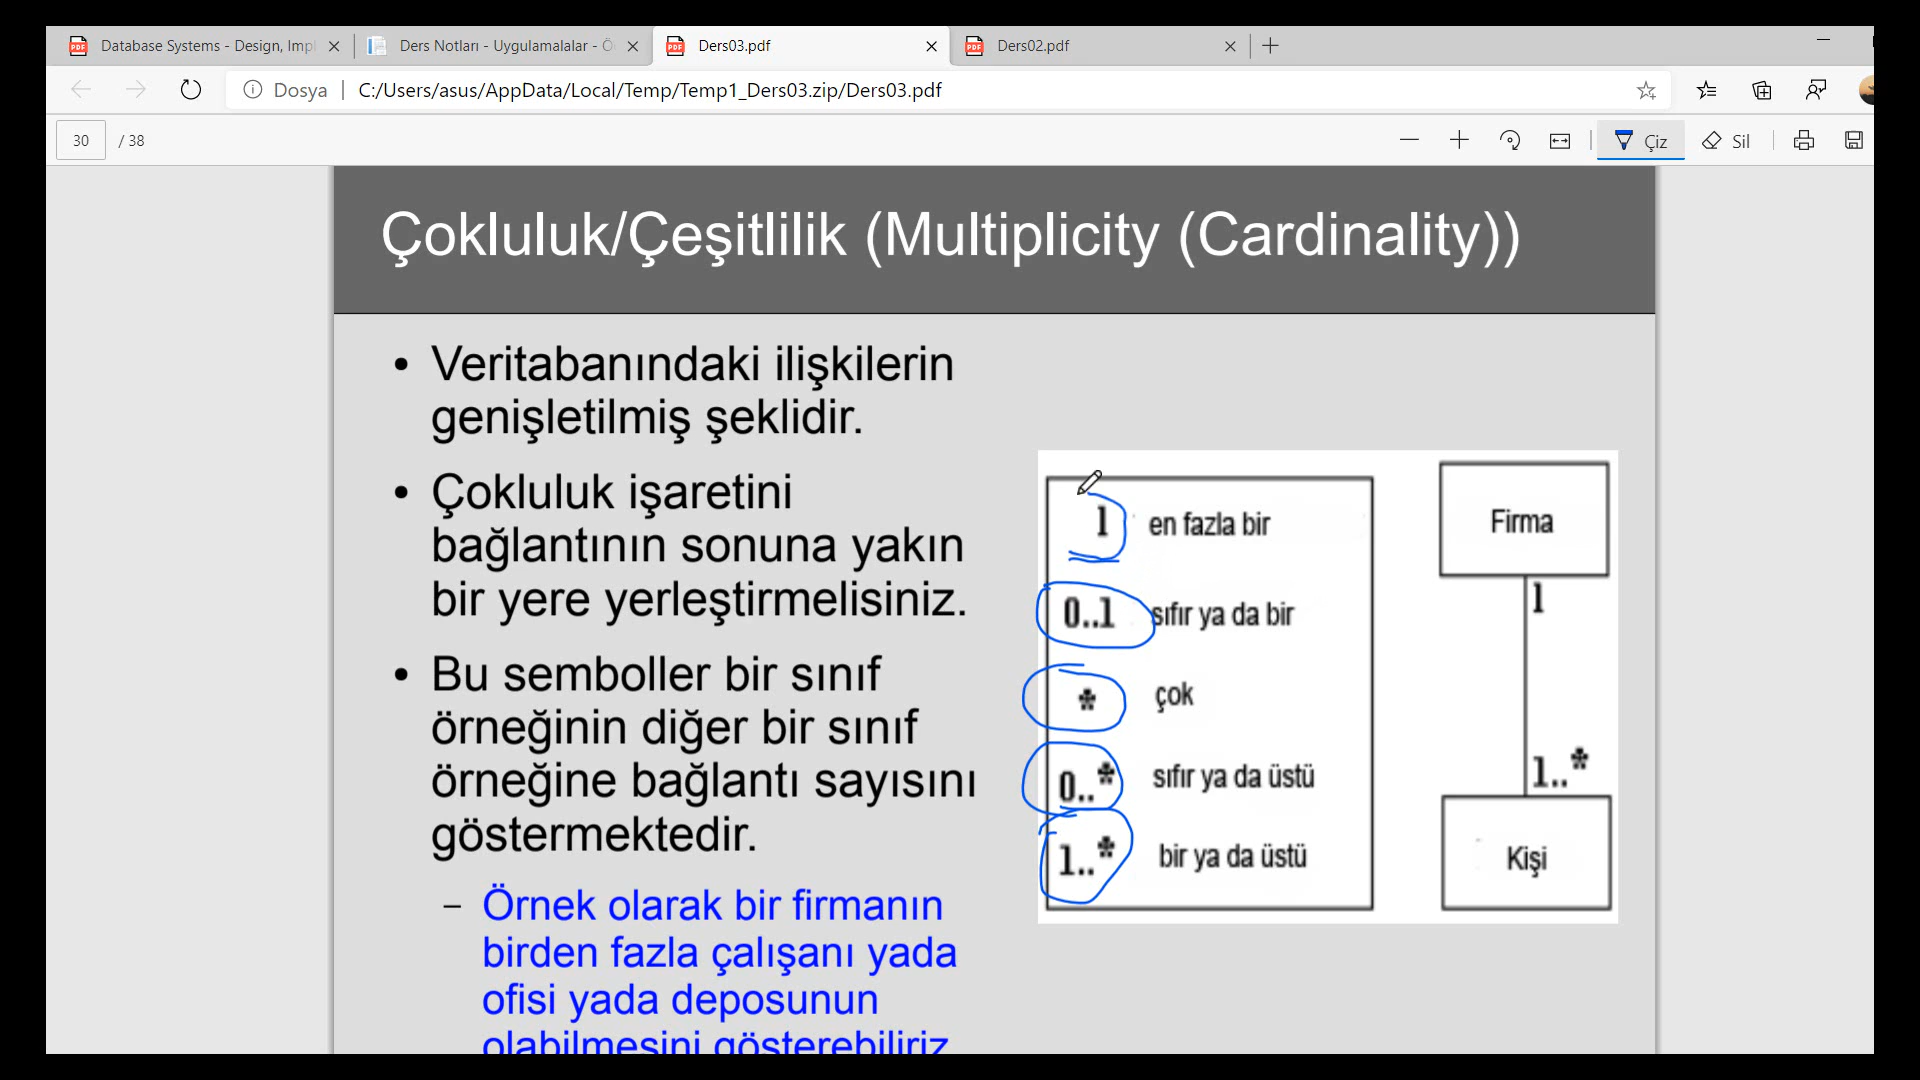 Database Systems - Design, Impl
Ders Notları - Uygulamalalar - Ö
Ders03.pdf
Ders02.pdf
Dosya
C:/Users/asus/AppData/Local/Temp/Temp1_Ders03.zip/Ders03.pdf
30 / 38
Çiz
Sil
Çokluluk/Çeşitlilik (Multiplicity (Cardinality))
• Veritabanındaki ilişkilerin
genişletilmiş şeklidir.
• Çokluluk işaretini
bağlantının sonuna yakın
bir yere yerleştirmelisiniz.
• Bu semboller bir sınıf
örneğinin diğer bir sınıf
örneğine bağlantı sayısını
göstermektedir.
– Örnek olarak bir firmanın
birden fazla çalışanı yada
ofisi yada deposunun
olabilmesini gösterebiliriz
1 en fazla bir
0..1 sıfır ya da bir
* çok
0..* sıfır ya da üstü
1..* bir ya da üstü
Firma
1
1..*
Kişi